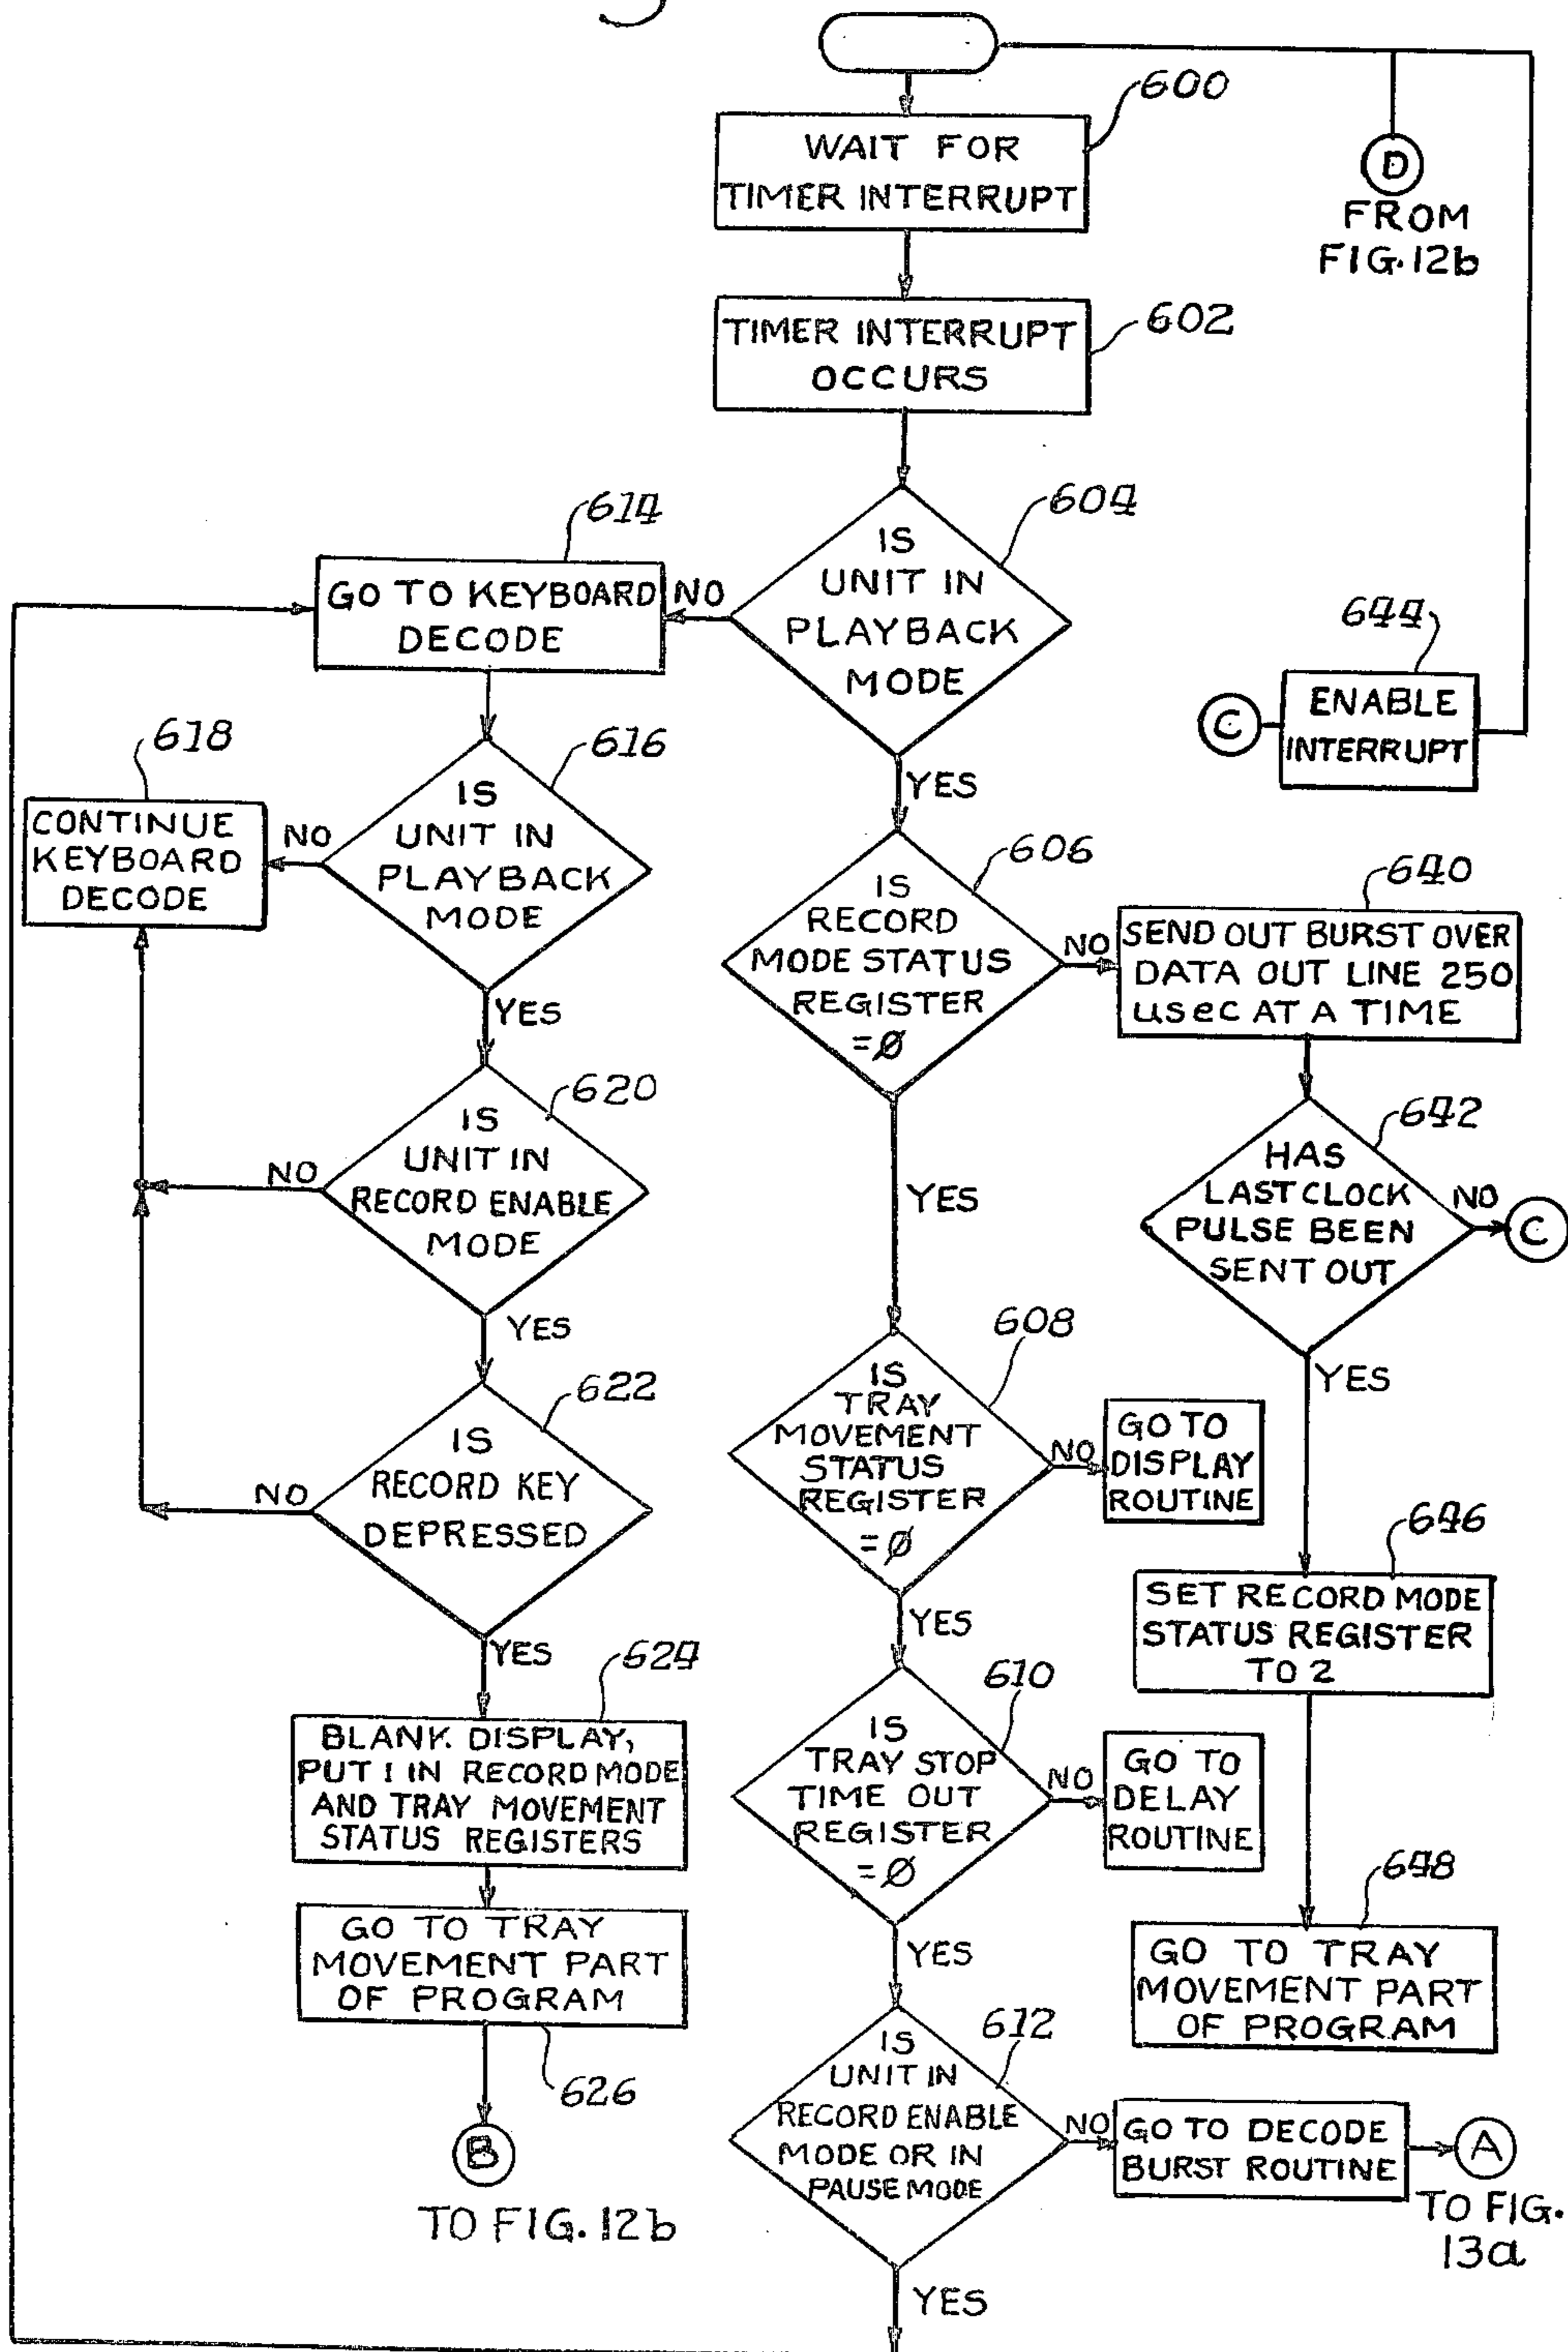 600
WAIT FOR
TIMER INTERRUPT
D
FROM
FIG. 12b
TIMER INTERRUPT
OCCURS
602
604
IS
UNIT IN
PLAYBACK
MODE
NO
YES
614
GO TO KEYBOARD
DECODE
644
C
ENABLE
INTERRUPT
618
CONTINUE
KEYBOARD
DECODE
616
IS
UNIT IN
PLAYBACK
MODE
NO
YES
606
IS
RECORD
MODE STATUS
REGISTER
=Ø
NO
YES
640
SEND OUT BURST OVER
DATA OUT LINE 250
usec AT A TIME
620
IS
UNIT IN
RECORD ENABLE
MODE
NO
YES
642
HAS
LAST CLOCK
PULSE BEEN
SENT OUT
NO
C
YES
608
IS
TRAY
MOVEMENT
STATUS
REGISTER
=Ø
NO
YES
GO TO
DISPLAY
ROUTINE
622
IS
RECORD KEY
DEPRESSED
NO
YES
646
SET RECORD MODE
STATUS REGISTER
TO 2
610
IS
TRAY STOP
TIME OUT
REGISTER
=Ø
NO
YES
GO TO
DELAY
ROUTINE
624
BLANK DISPLAY,
PUT 1 IN RECORD MODE
AND TRAY MOVEMENT
STATUS REGISTERS
GO TO TRAY
MOVEMENT PART
OF PROGRAM
626
B
TO FIG. 12b
648
GO TO TRAY
MOVEMENT PART
OF PROGRAM
612
IS
UNIT IN
RECORD ENABLE
MODE OR IN
PAUSE MODE
NO
YES
GO TO DECODE
BURST ROUTINE
A
TO FIG.
13a